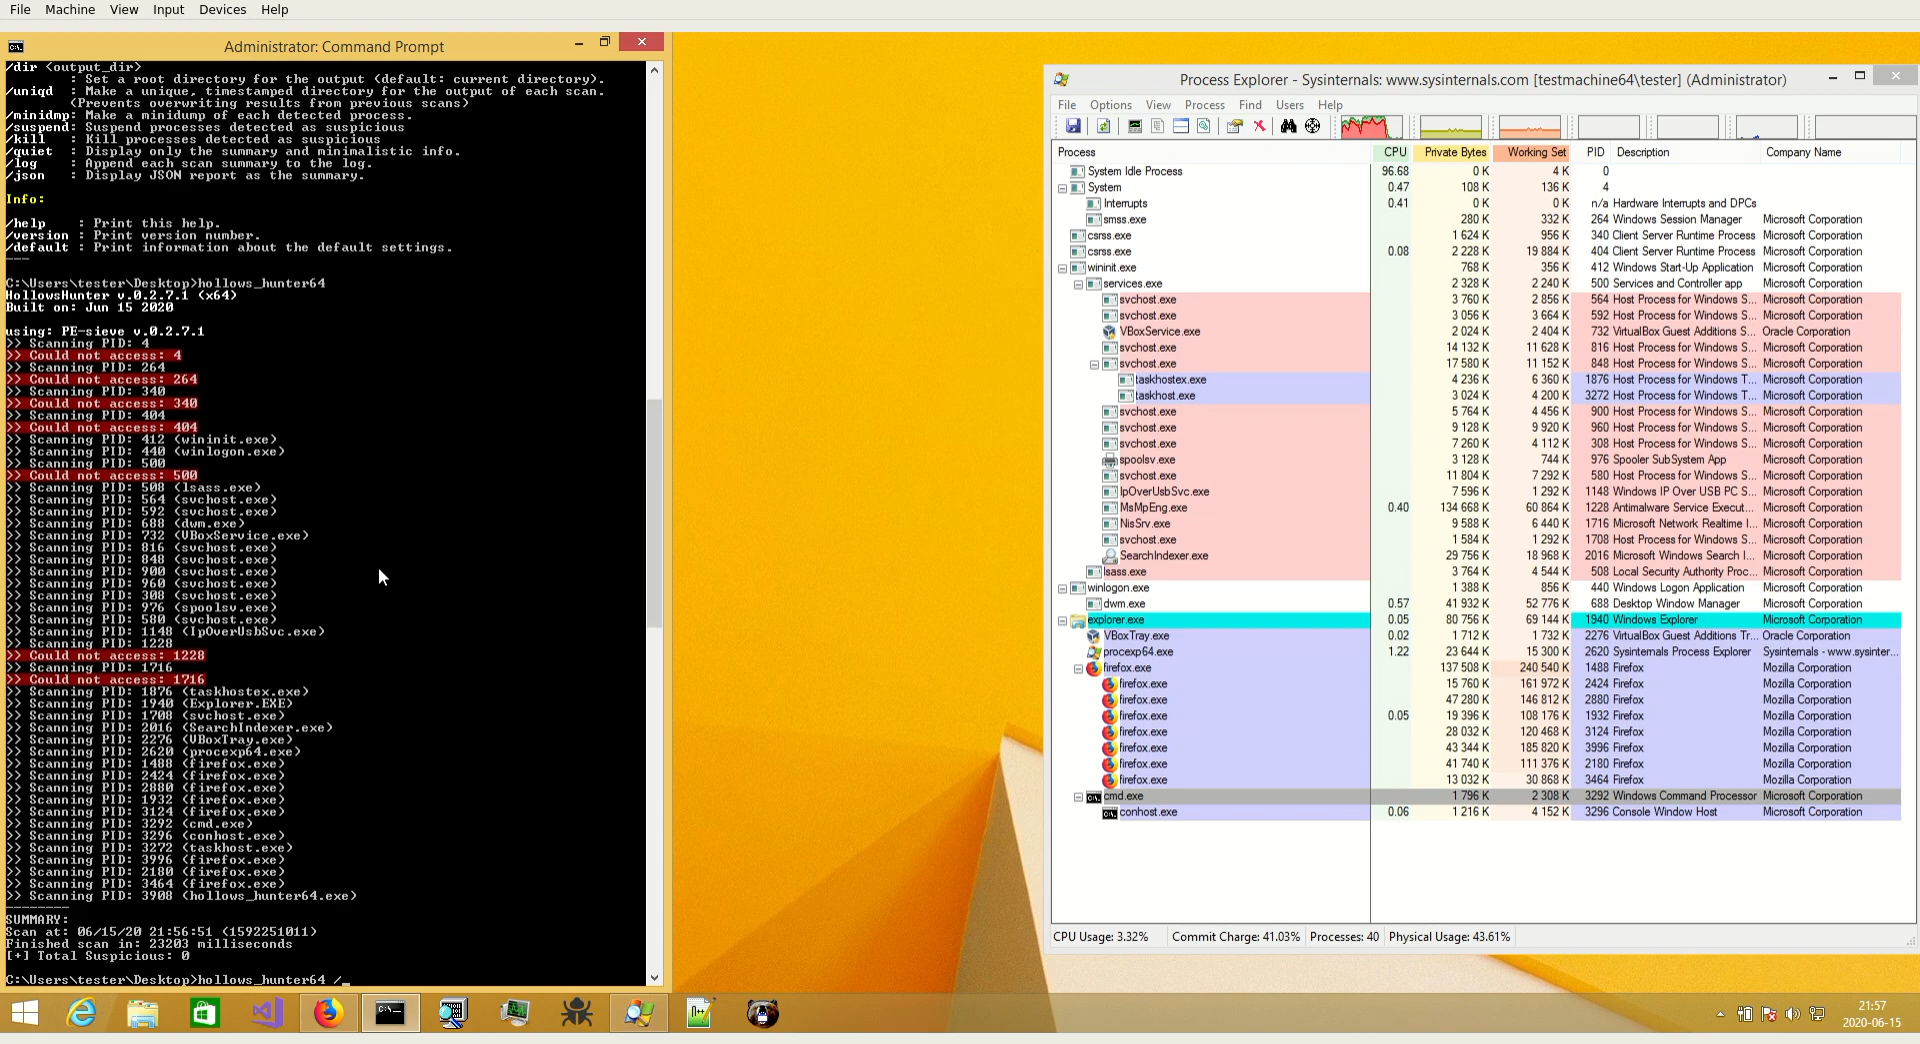 File Machine View Input Devices Help
Administrator: Command Prompt
/dir <output_dir>
: Set a root directory for the output (default: current directory).
/uniqd : Make a unique, timestamped directory for the output of each scan.
(Prevents overwriting results from previous scans)
/minidmp: Make a minidump of each detected process.
/suspend: Suspend processes detected as suspicious
/kill : Kill processes detected as suspicious
/quiet : Display only the summary and minimalistic info.
/log : Append each scan summary to the log.
/json : Display JSON report as the summary.
Info:
/help : Print this help.
/version : Print version number.
/default : Print information about the default settings.
---
C:\Users\tester\Desktop>hollows_hunter64
HollowsHunter v.0.2.7.1 (x64)
Built on: Jun 15 2020
using: PE-sieve v.0.2.7.1
>> Scanning PID: 4
>> Could not access: 4
>> Scanning PID: 264
>> Could not access: 264
>> Scanning PID: 340
>> Could not access: 340
>> Scanning PID: 404
>> Could not access: 404
>> Scanning PID: 412 (wininit.exe)
>> Scanning PID: 440 (winlogon.exe)
>> Scanning PID: 500
>> Could not access: 500
>> Scanning PID: 508 (lsass.exe)
>> Scanning PID: 564 (svchost.exe)
>> Scanning PID: 592 (svchost.exe)
>> Scanning PID: 688 (dwm.exe)
>> Scanning PID: 732 (VBoxService.exe)
>> Scanning PID: 816 (svchost.exe)
>> Scanning PID: 848 (svchost.exe)
>> Scanning PID: 900 (svchost.exe)
>> Scanning PID: 960 (svchost.exe)
>> Scanning PID: 308 (svchost.exe)
>> Scanning PID: 976 (spoolsv.exe)
>> Scanning PID: 580 (svchost.exe)
>> Scanning PID: 1148 (IpOverUsbSvc.exe)
>> Scanning PID: 1228
>> Could not access: 1228
>> Scanning PID: 1716
>> Could not access: 1716
>> Scanning PID: 1876 (taskhostex.exe)
>> Scanning PID: 1940 (Explorer.EXE)
>> Scanning PID: 1708 (svchost.exe)
>> Scanning PID: 2016 (SearchIndexer.exe)
>> Scanning PID: 2276 (VBoxTray.exe)
>> Scanning PID: 2620 (procexp64.exe)
>> Scanning PID: 1488 (firefox.exe)
>> Scanning PID: 2424 (firefox.exe)
>> Scanning PID: 2880 (firefox.exe)
>> Scanning PID: 1932 (firefox.exe)
>> Scanning PID: 3124 (firefox.exe)
>> Scanning PID: 3292 (cmd.exe)
>> Scanning PID: 3296 (conhost.exe)
>> Scanning PID: 3272 (taskhost.exe)
>> Scanning PID: 3996 (firefox.exe)
>> Scanning PID: 2180 (firefox.exe)
>> Scanning PID: 3464 (firefox.exe)
>> Scanning PID: 3908 (hollows_hunter64.exe)
--------
SUMMARY:
Scan at: 06/15/20 21:56:51 (1592251011)
Finished scan in: 23203 milliseconds
[+] Total Suspicious: 0
C:\Users\tester\Desktop>hollows_hunter64 /_
Process Explorer - Sysinternals: www.sysinternals.com [testmachine64\tester] (Administrator)
File Options View Process Find Users Help
Process CPU Private Bytes Working Set PID Description Company Name
System Idle Process 96.68 0 K 4 K 0
System 0.47 108 K 136 K 4
Interrupts 0.41 0 K 0 K n/a Hardware Interrupts and DPCs
smss.exe 280 K 332 K 264 Windows Session Manager Microsoft Corporation
csrss.exe 1 624 K 956 K 340 Client Server Runtime Process Microsoft Corporation
csrss.exe 0.08 2 228 K 19 884 K 404 Client Server Runtime Process Microsoft Corporation
wininit.exe 768 K 356 K 412 Windows Start-Up Application Microsoft Corporation
services.exe 2 328 K 2 240 K 500 Services and Controller app Microsoft Corporation
svchost.exe 3 760 K 2 856 K 564 Host Process for Windows S... Microsoft Corporation
svchost.exe 3 056 K 3 664 K 592 Host Process for Windows S... Microsoft Corporation
VBoxService.exe 2 024 K 2 404 K 732 VirtualBox Guest Additions S... Oracle Corporation
svchost.exe 14 132 K 11 628 K 816 Host Process for Windows S... Microsoft Corporation
svchost.exe 17 580 K 11 152 K 848 Host Process for Windows S... Microsoft Corporation
taskhostex.exe 4 236 K 6 360 K 1876 Host Process for Windows T... Microsoft Corporation
taskhost.exe 3 024 K 4 200 K 3272 Host Process for Windows T... Microsoft Corporation
svchost.exe 5 764 K 4 456 K 900 Host Process for Windows S... Microsoft Corporation
svchost.exe 9 128 K 9 920 K 960 Host Process for Windows S... Microsoft Corporation
svchost.exe 7 260 K 4 112 K 308 Host Process for Windows S... Microsoft Corporation
spoolsv.exe 3 128 K 744 K 976 Spooler SubSystem App Microsoft Corporation
svchost.exe 11 804 K 7 292 K 580 Host Process for Windows S... Microsoft Corporation
IpOverUsbSvc.exe 7 596 K 1 292 K 1148 Windows IP Over USB PC S... Microsoft Corporation
MsMpEng.exe 0.40 134 668 K 60 864 K 1228 Antimalware Service Execut... Microsoft Corporation
NisSrv.exe 9 588 K 6 440 K 1716 Microsoft Network Realtime I... Microsoft Corporation
svchost.exe 1 584 K 1 292 K 1708 Host Process for Windows S... Microsoft Corporation
SearchIndexer.exe 29 756 K 18 968 K 2016 Microsoft Windows Search I... Microsoft Corporation
lsass.exe 3 764 K 4 544 K 508 Local Security Authority Proc... Microsoft Corporation
winlogon.exe 1 388 K 856 K 440 Windows Logon Application Microsoft Corporation
dwm.exe 0.57 41 932 K 52 776 K 688 Desktop Window Manager Microsoft Corporation
explorer.exe 0.05 80 756 K 69 144 K 1940 Windows Explorer Microsoft Corporation
VBoxTray.exe 0.02 1 712 K 1 732 K 2276 VirtualBox Guest Additions Tr... Oracle Corporation
procexp64.exe 1.22 23 644 K 15 300 K 2620 Sysinternals Process Explorer Sysinternals - www.sysinter...
firefox.exe 137 508 K 240 540 K 1488 Firefox Mozilla Corporation
firefox.exe 15 760 K 161 972 K 2424 Firefox Mozilla Corporation
firefox.exe 47 280 K 146 812 K 2880 Firefox Mozilla Corporation
firefox.exe 0.05 19 396 K 108 176 K 1932 Firefox Mozilla Corporation
firefox.exe 28 032 K 120 468 K 3124 Firefox Mozilla Corporation
firefox.exe 43 344 K 185 820 K 3996 Firefox Mozilla Corporation
firefox.exe 41 740 K 111 376 K 2180 Firefox Mozilla Corporation
firefox.exe 13 032 K 30 868 K 3464 Firefox Mozilla Corporation
cmd.exe 1 796 K 2 308 K 3292 Windows Command Processor Microsoft Corporation
conhost.exe 0.06 1 216 K 4 152 K 3296 Console Window Host Microsoft Corporation
CPU Usage: 3.32% Commit Charge: 41.03% Processes: 40 Physical Usage: 43.61%
21:57
2020-06-15